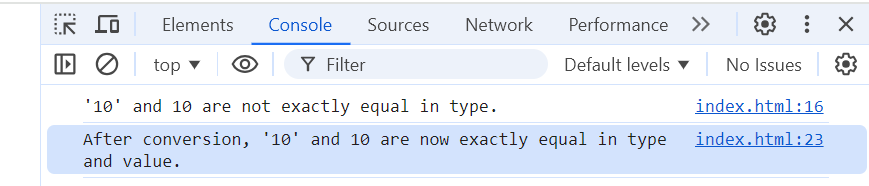 Elements Console Sources Network Performance
top Filter Default levels No Issues
'10' and 10 are not exactly equal in type. index.html:16
After conversion, '10' and 10 are now exactly equal in type index.html:23
and value.